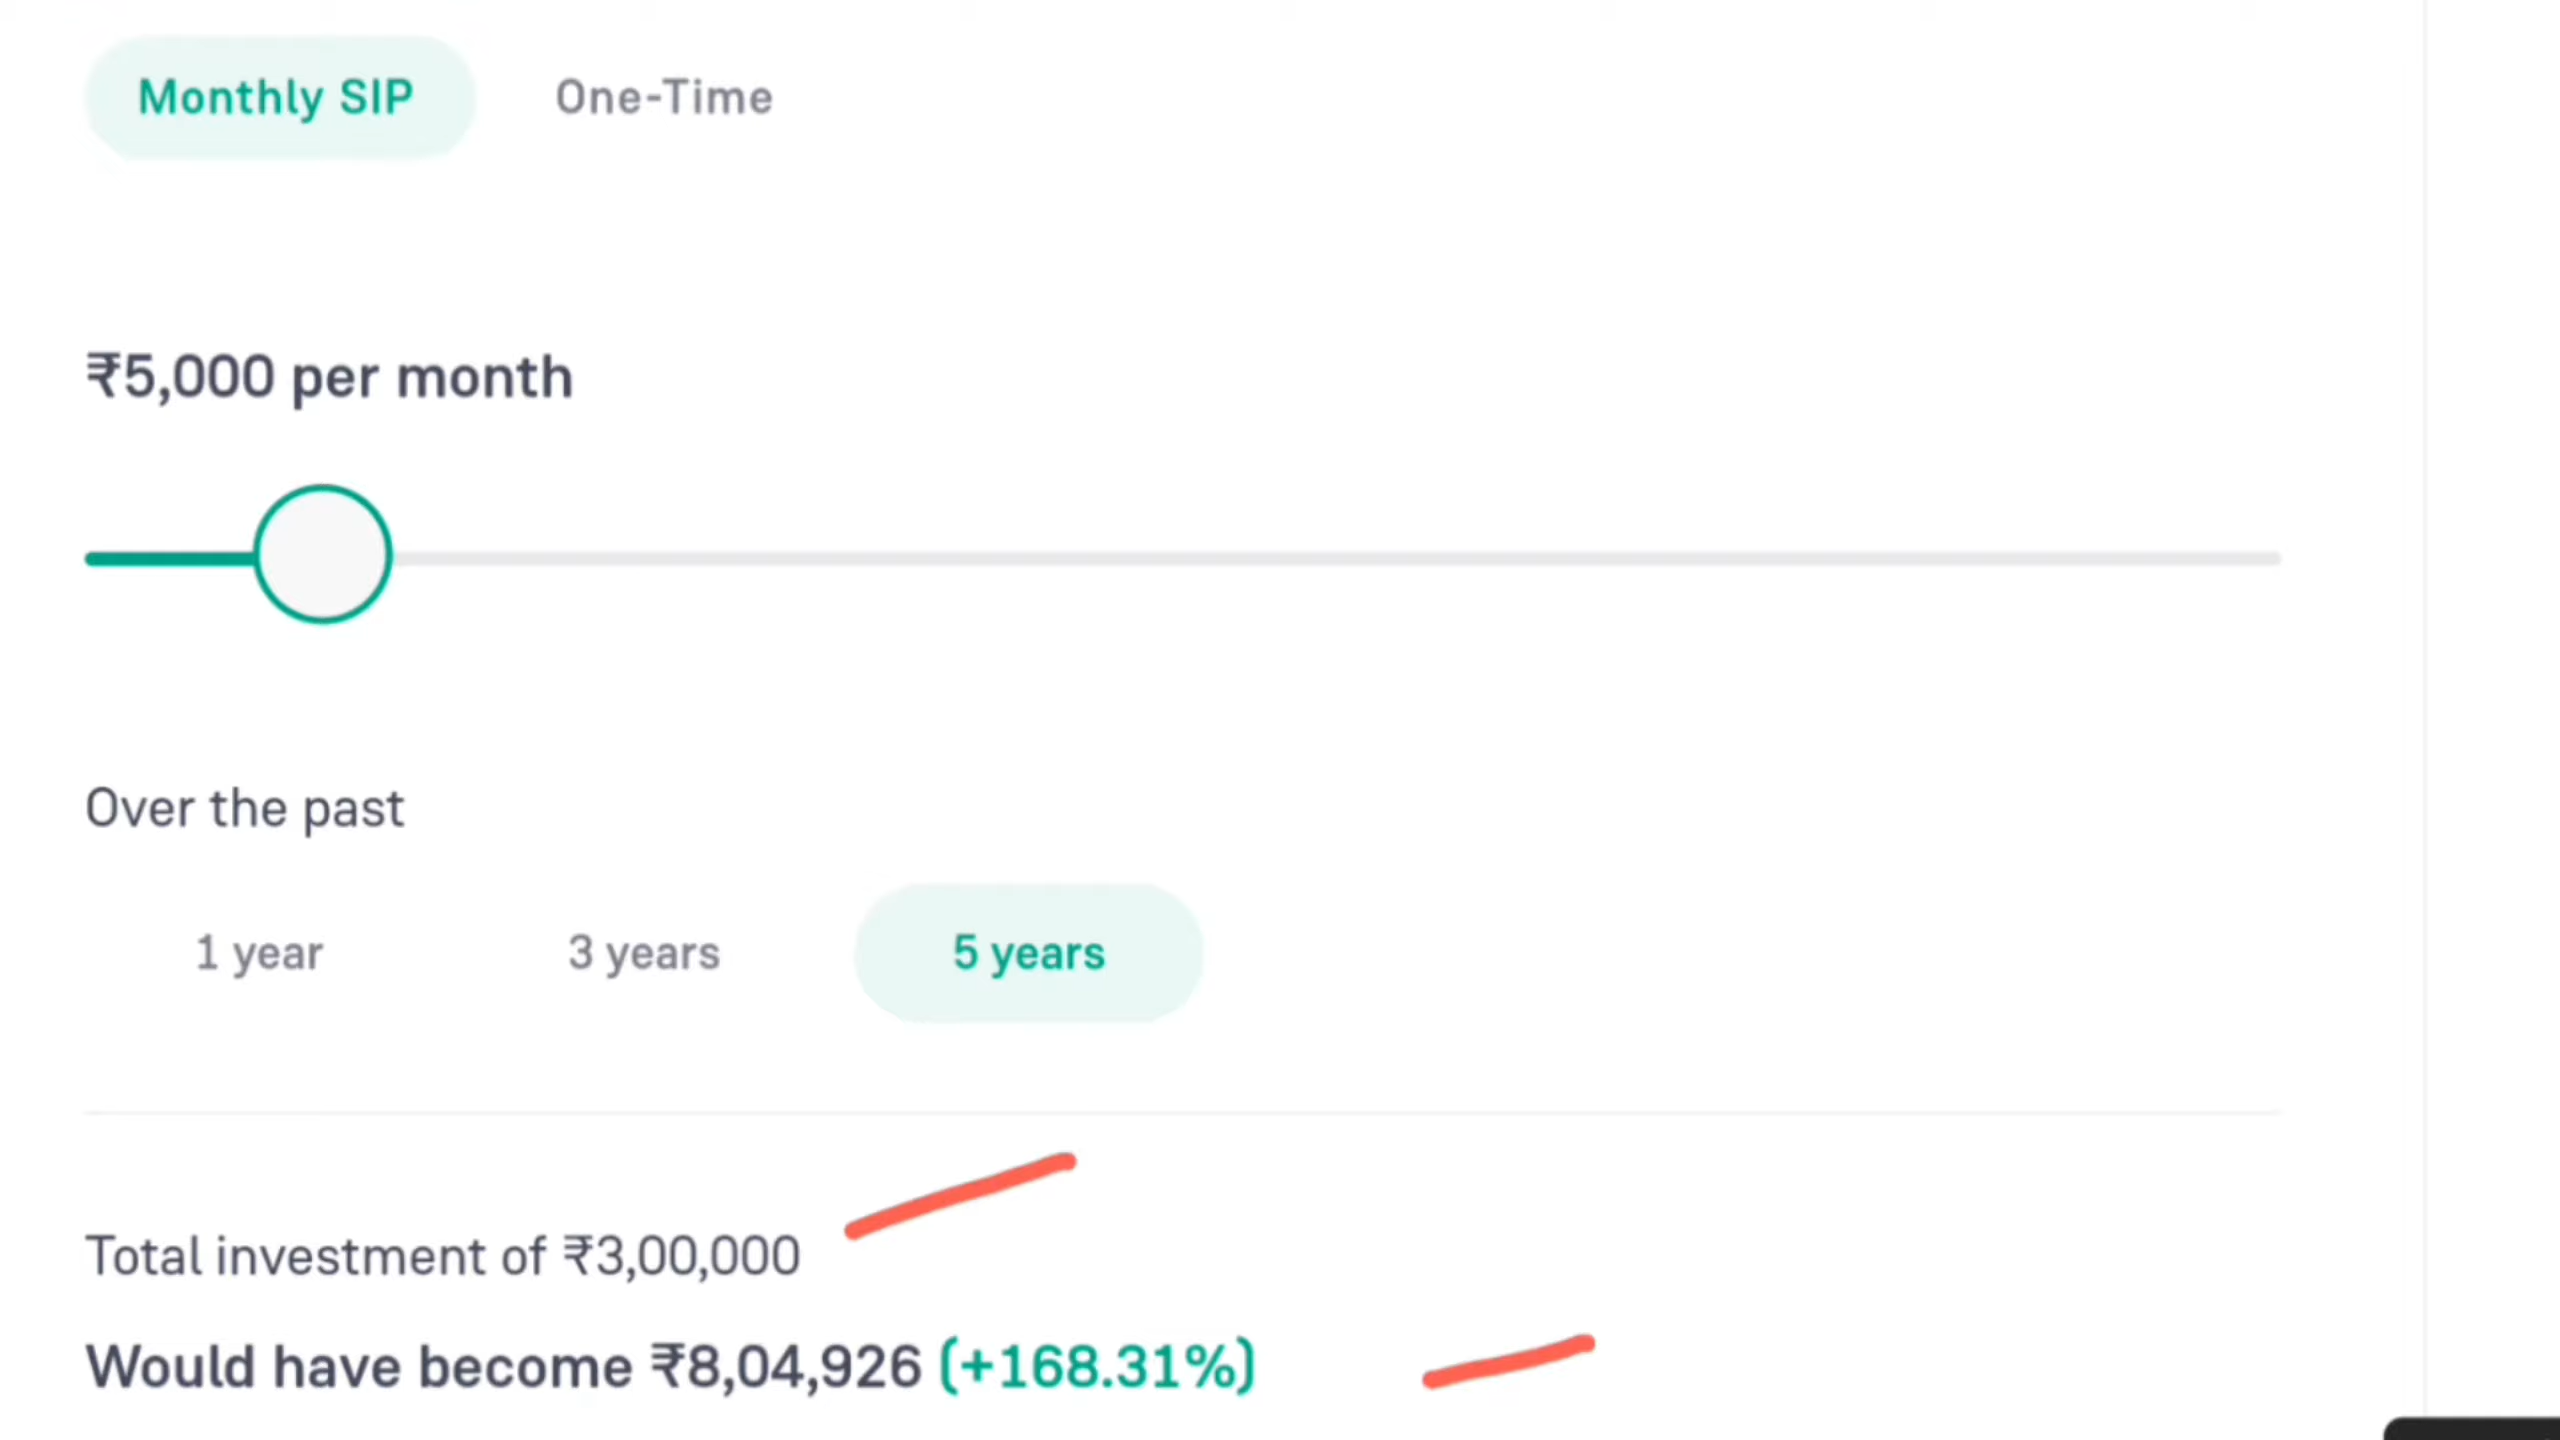 Monthly SIP One-Time
₹5,000 per month
Over the past
1 year 3 years 5 years
Total investment of ₹3,00,000
Would have become ₹8,04,926 (+168.31%)